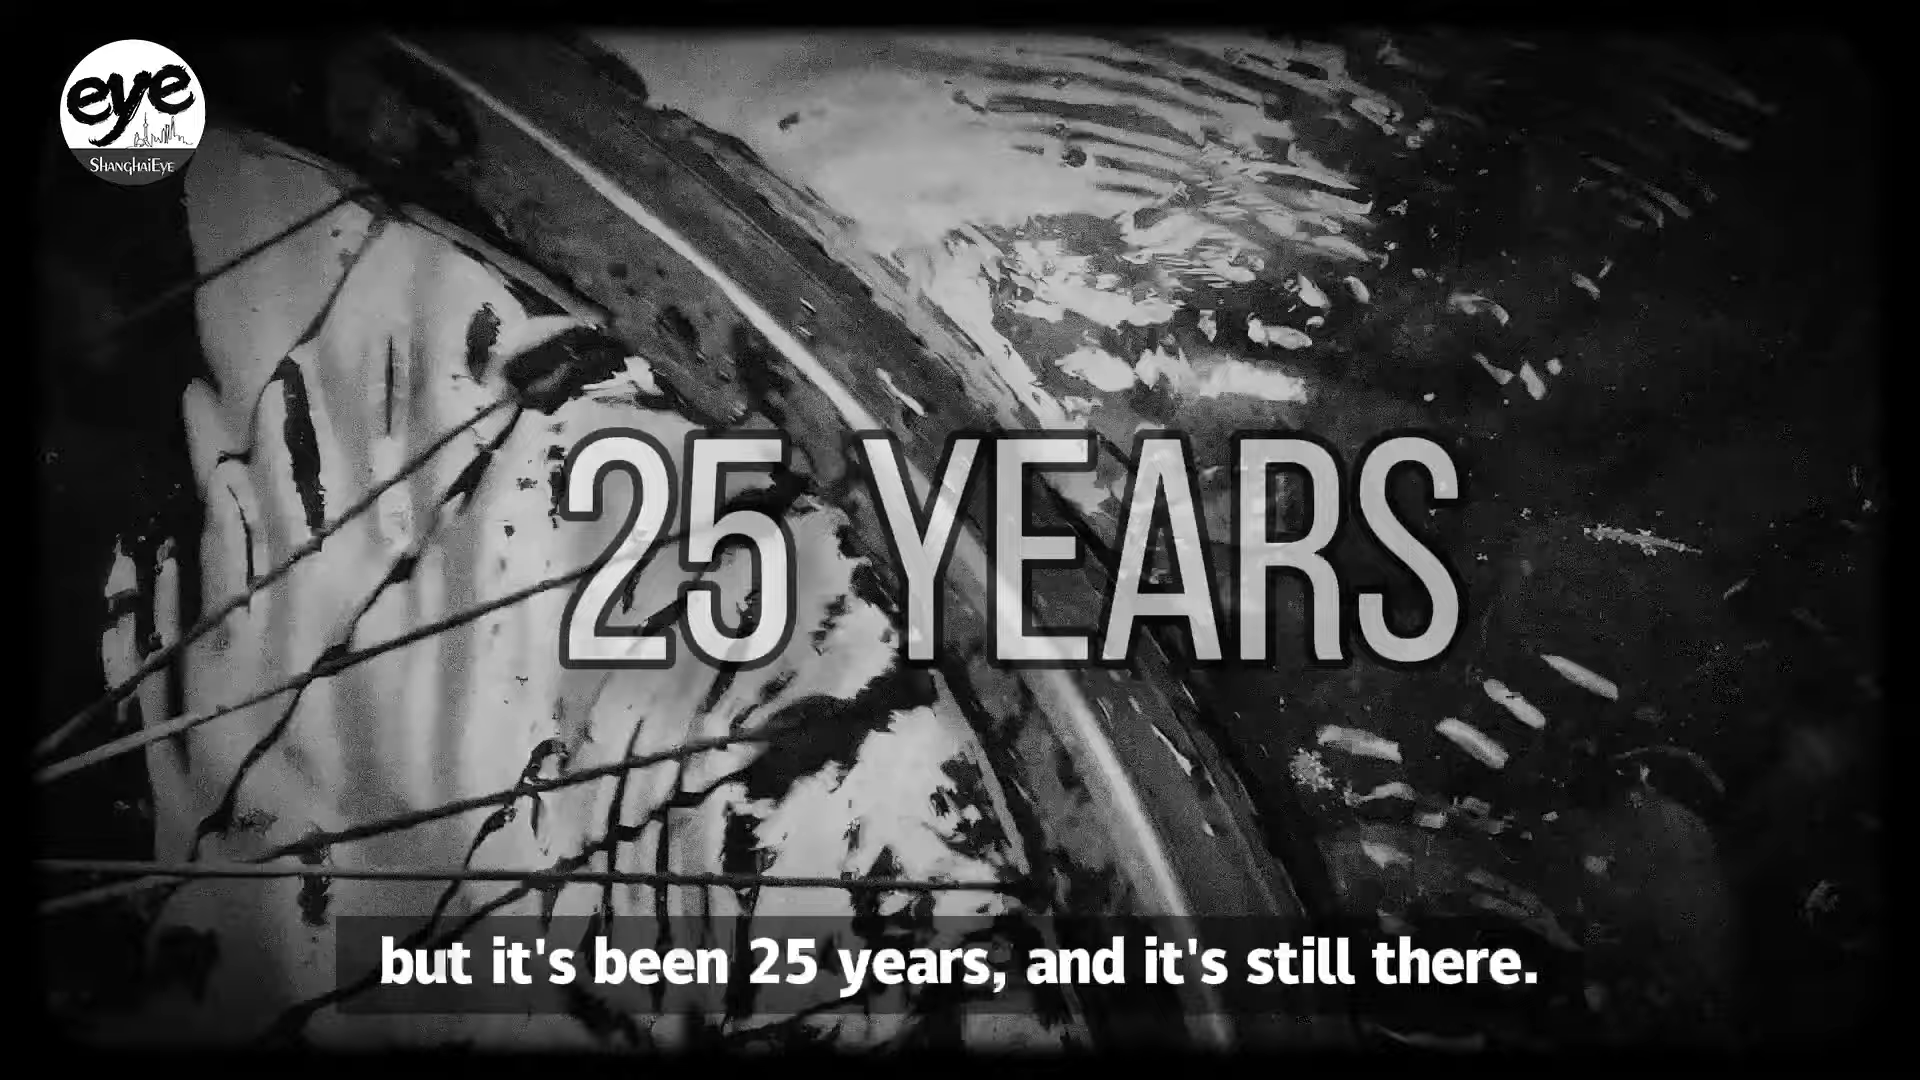 eye
SHANGHAIEYE
25 YEARS
but it's been 25 years, and it's still there.